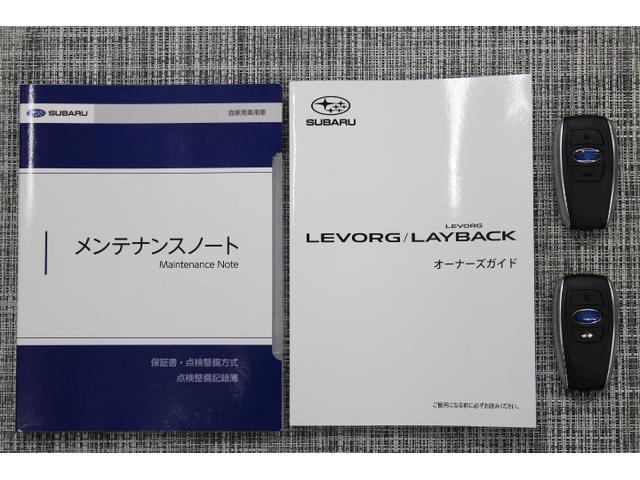 SUBARU
自家用乗用車
メンテナンスノート
Maintenance Note
保証書・点検整備方式
点検整備記録簿
SUBARU
LEVORG
LEVORG/LAYBACK
オーナーズガイド
ご使用になる前に必ずお読みください。